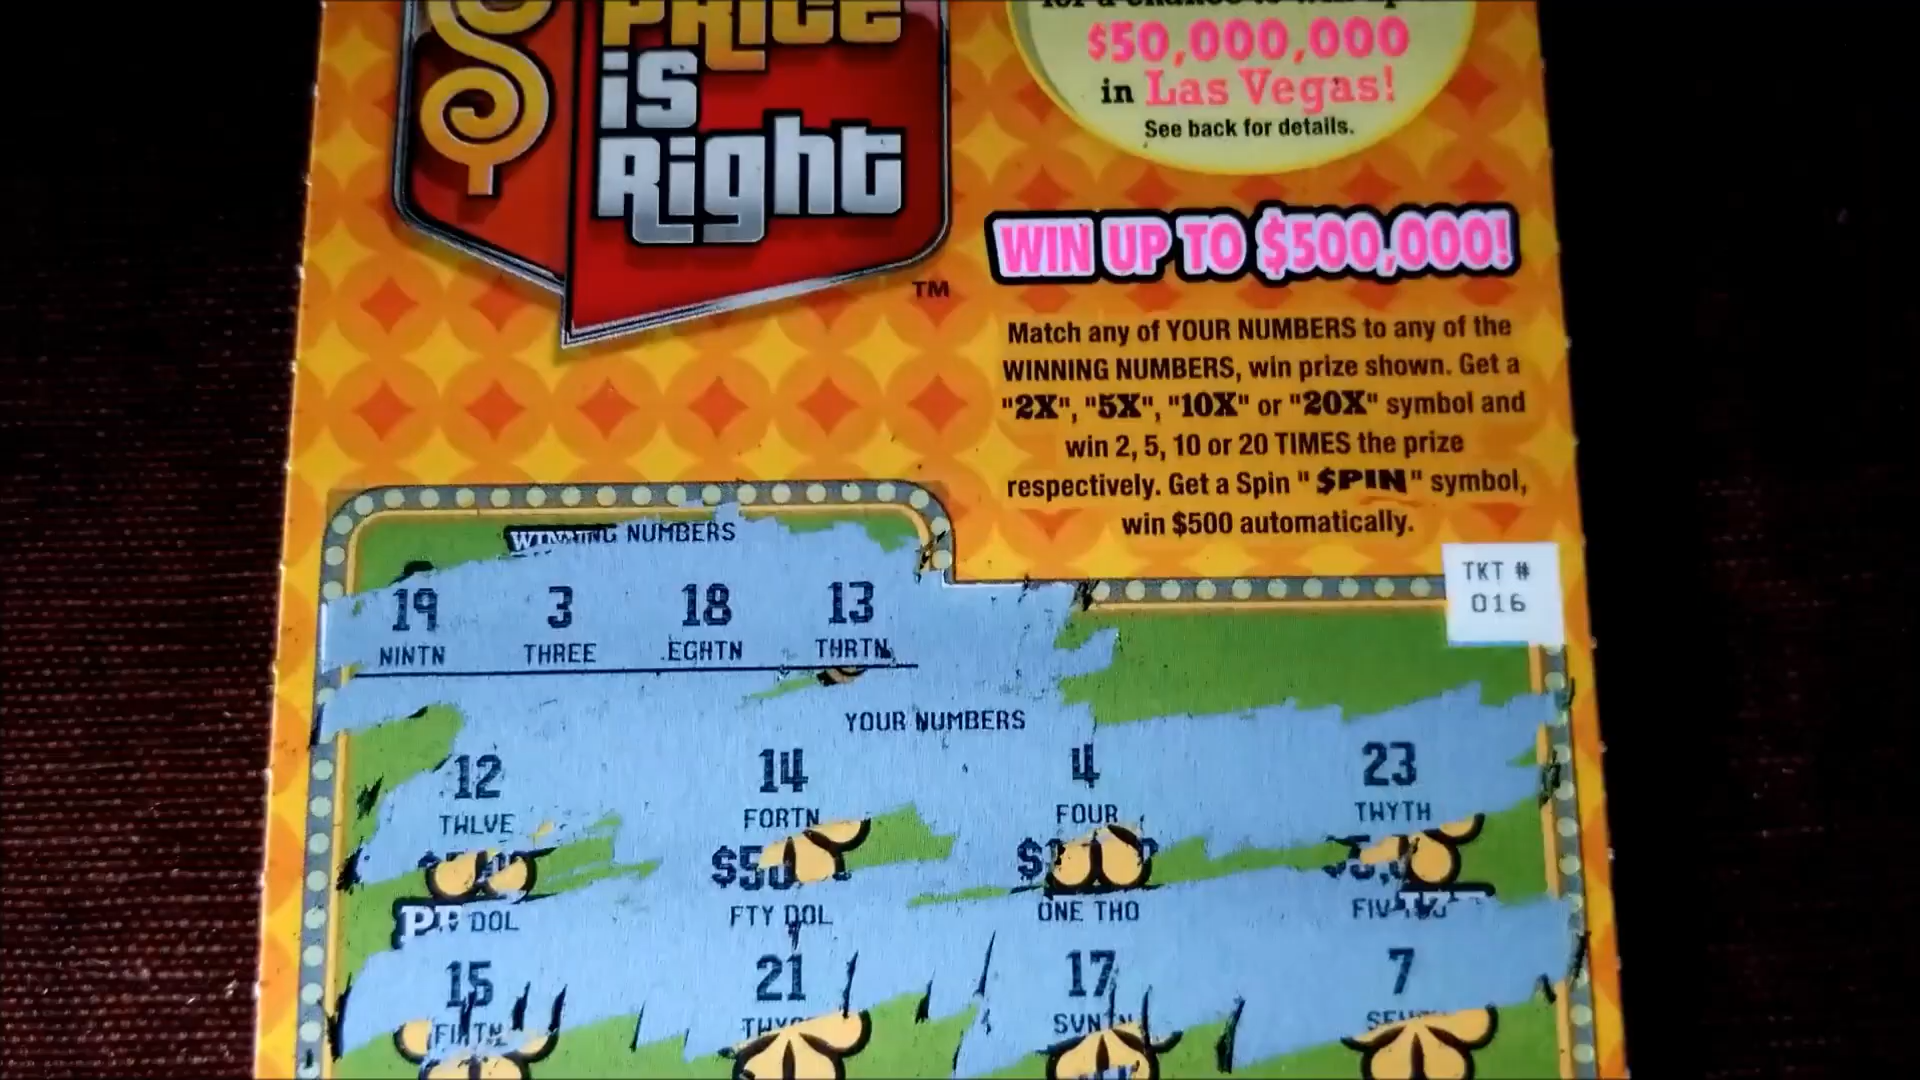 PRICE
is
Right
TM
$50,000,000
in Las Vegas!
See back for details.
WIN UP TO $500,000!
Match any of YOUR NUMBERS to any of the
WINNING NUMBERS, win prize shown. Get a
"2X", "5X", "10X" or "20X" symbol and
win 2, 5, 10 or 20 TIMES the prize
respectively. Get a Spin "$PIN" symbol,
win $500 automatically.
TKT #
016
WINNING NUMBERS
19 3 18 13
NINTN THREE EGHTN THRTN
YOUR NUMBERS
12 14 4 23
TWLVE FORTN FOUR TWYTH
DOL FTY DOL ONE THO
15 21 17 7